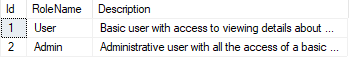 Id RoleName Description
1 User Basic user with access to viewing details about ...
2 Admin Administrative user with all the access of a basic ...